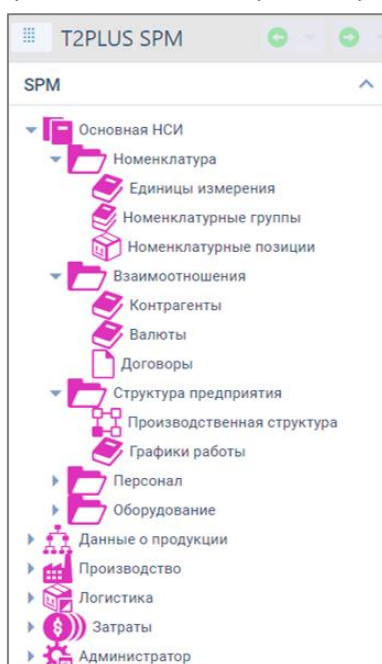 T2PLUS SPM
SPM
Основная НСИ
Номенклатура
Единицы измерения
Номенклатурные группы
Номенклатурные позиции
Взаимоотношения
Контрагенты
Валюты
Договоры
Структура предприятия
Производственная структура
Графики работы
Персонал
Оборудование
Данные о продукции
Производство
Логистика
Затраты
Администратор